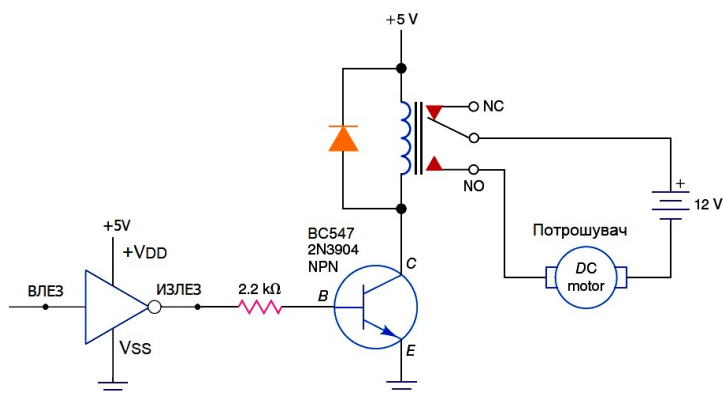 +5 V
NC
NO
+
12 V
Потрошувач
DC
motor
BC547
2N3904
NPN
C
B
E
+5V
+VDD
ВЛЕЗ
ИЗЛЕЗ
2.2 kΩ
VSS